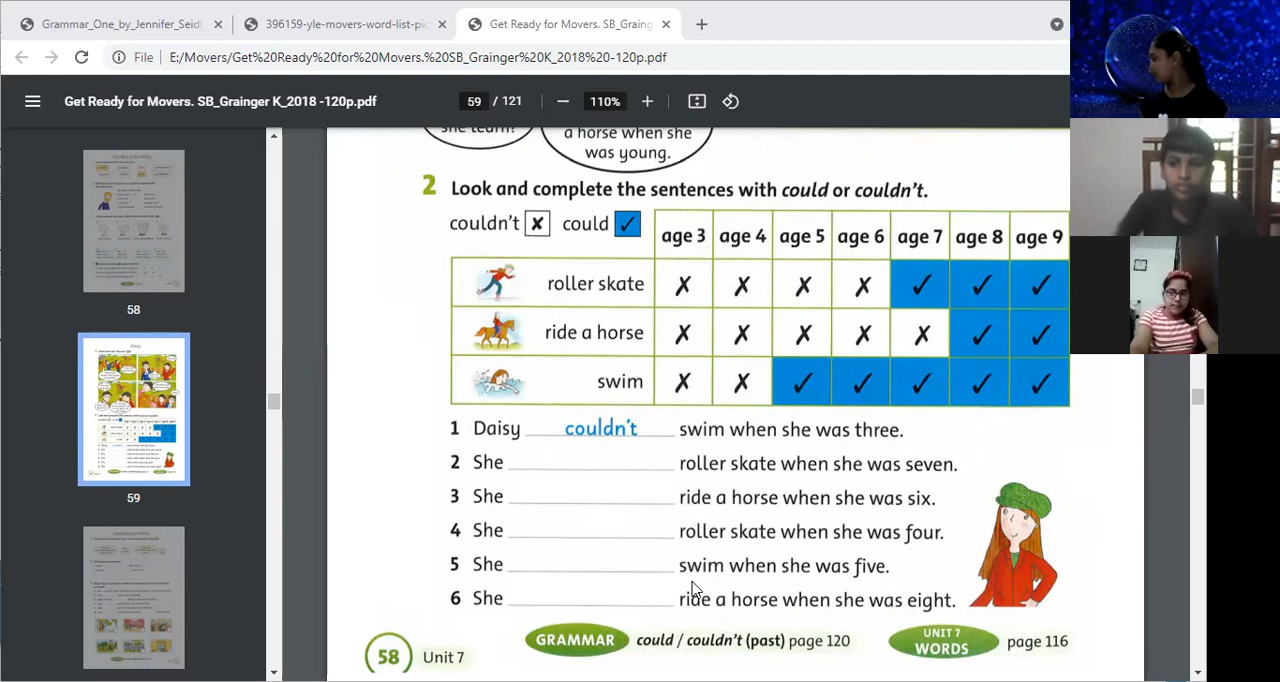 Grammar_One_by_Jennifer_Seid
396159-yle-movers-word-list-pic
Get Ready for Movers. SB_Graing
File E:/Movers/Get%20Ready%20for%20Movers.%20SB_Grainger%20K_2018%20-120p.pdf
Get Ready for Movers. SB_Grainger K_2018 -120p.pdf
59 / 121
110%
she learn?
a horse when she
was young.
2 Look and complete the sentences with could or couldn't.
couldn't ✗ could ✓ age 3 age 4 age 5 age 6 age 7 age 8 age 9
roller skate ✗ ✗ ✗ ✗ ✓ ✓ ✓
ride a horse ✗ ✗ ✗ ✗ ✗ ✓ ✓
swim ✗ ✗ ✓ ✓ ✓ ✓ ✓
1 Daisy couldn't swim when she was three.
2 She ____ roller skate when she was seven.
3 She ____ ride a horse when she was six.
4 She ____ roller skate when she was four.
5 She ____ swim when she was five.
6 She ____ ride a horse when she was eight.
GRAMMAR could / couldn't (past) page 120
UNIT 7
WORDS page 116
58 Unit 7
58
59